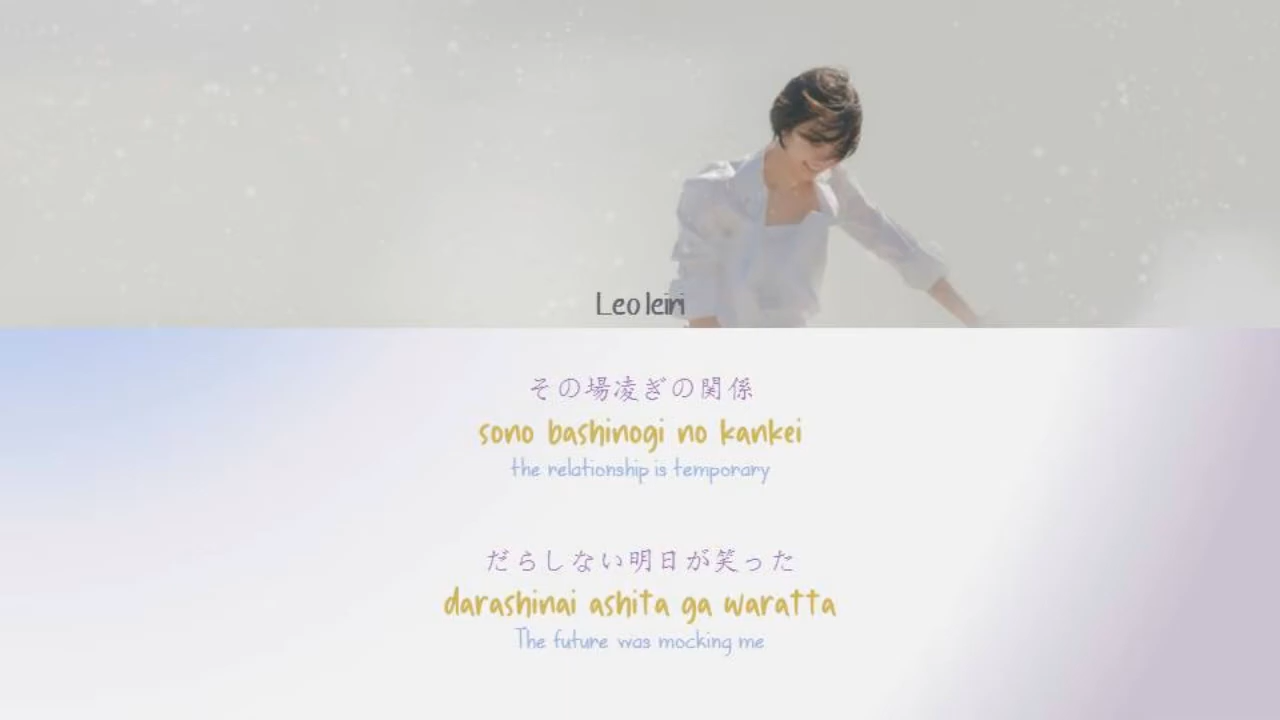 Leo Ieiri
その場凌ぎの関係
sono bashinogi no kankei
the relationship is temporary
だらしない明日が笑った
darashinai ashita ga waratta
The future was mocking me